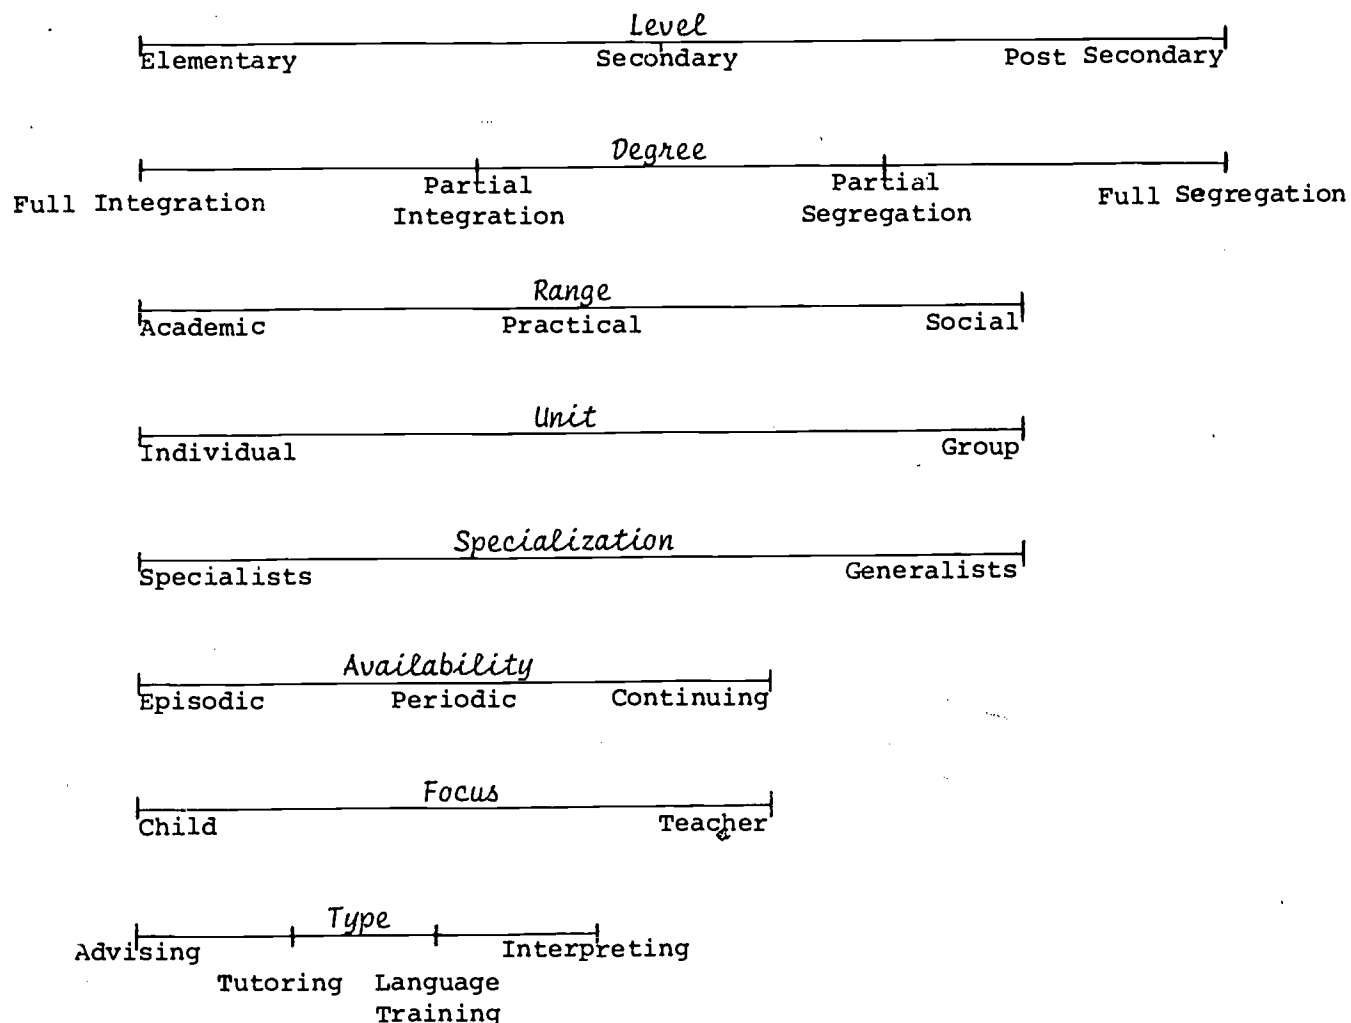 Level
Elementary Secondary Post Secondary
Degree
Full Integration Partial Integration Partial Segregation Full Segregation
Range
Academic Practical Social
Unit
Individual Group
Specialization
Specialists Generalists
Availability
Episodic Periodic Continuing
Focus
Child Teacher
Type
Advising Interpreting
Tutoring Language
Training